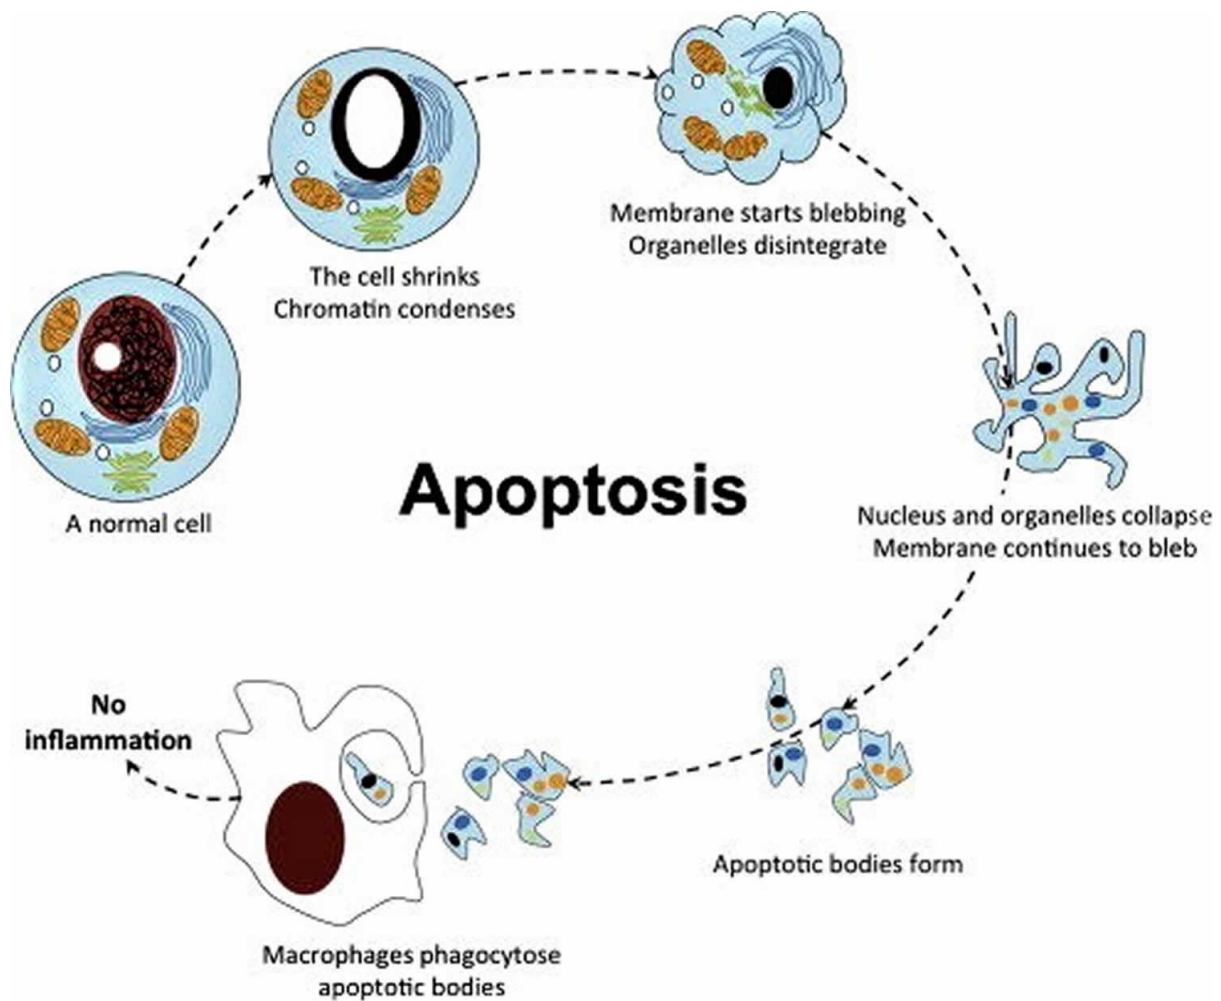 A normal cell
The cell shrinks
Chromatin condenses
Membrane starts blebbing
Organelles disintegrate
Apoptosis
Nucleus and organelles collapse
Membrane continues to bleb
Apoptotic bodies form
Macrophages phagocytose
apoptotic bodies
No
inflammation